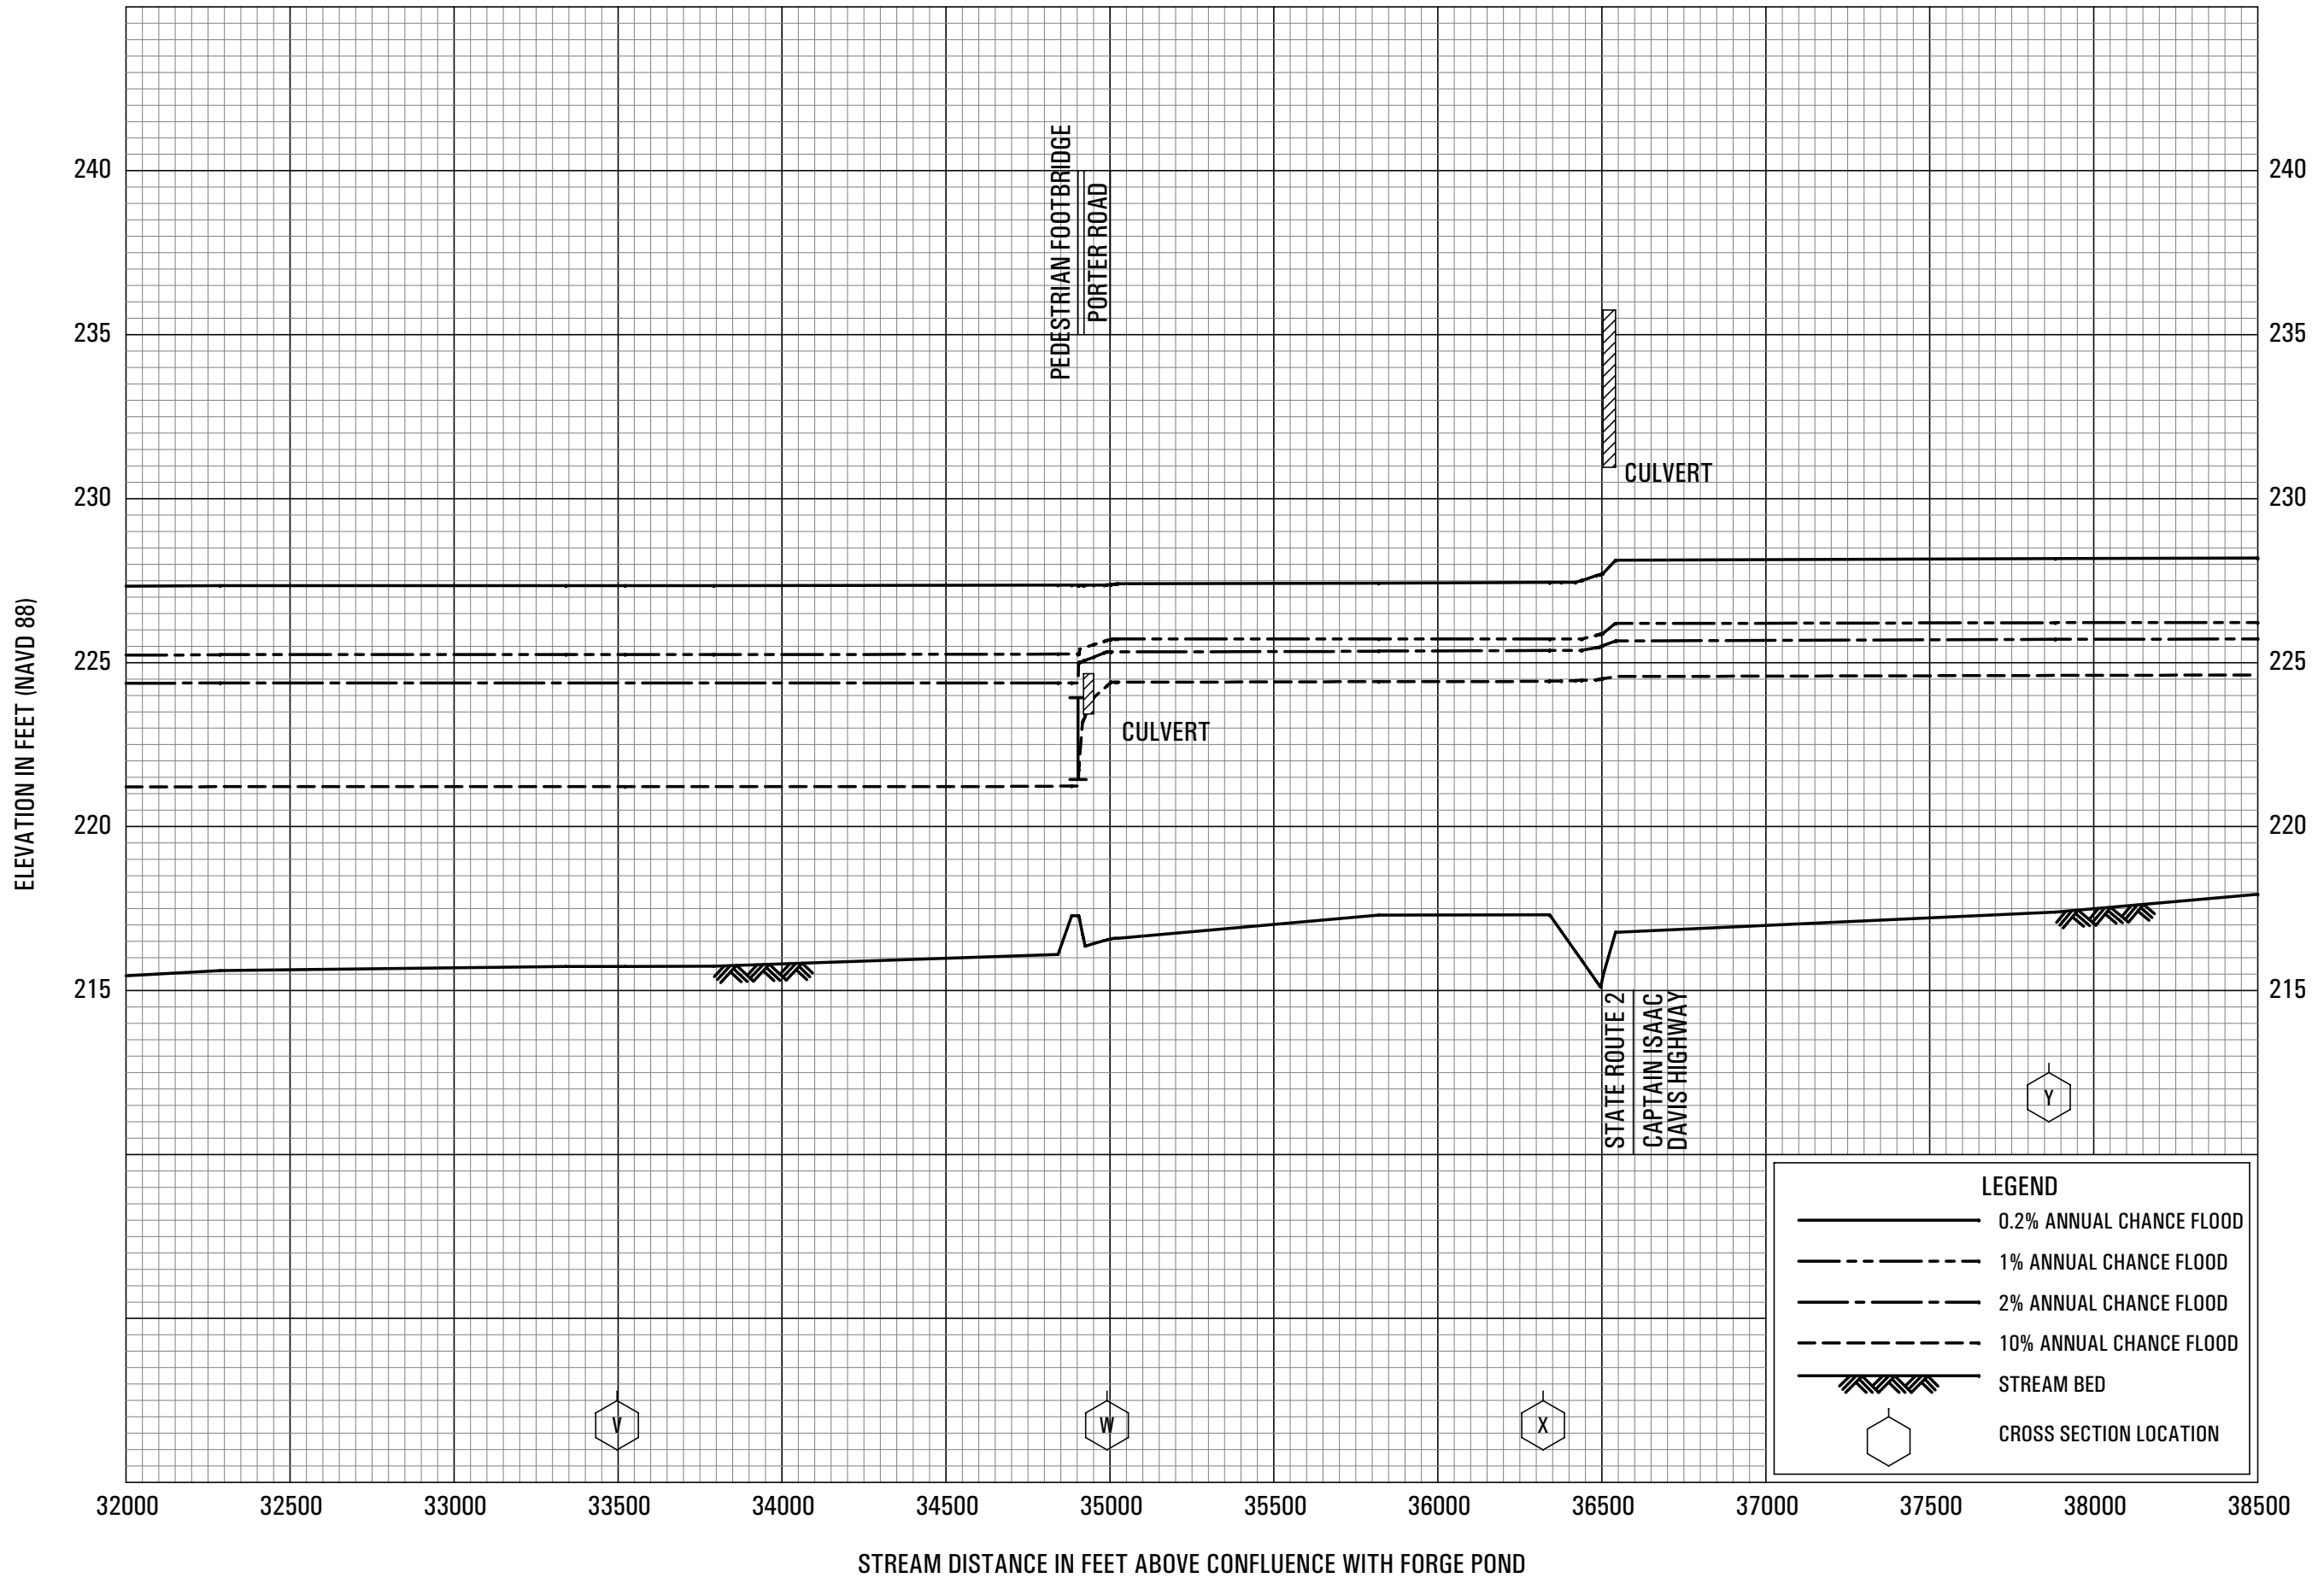 ELEVATION IN FEET (NAVD 88)
240
235
230
225
220
215
240
235
230
225
220
215
PEDESTRIAN FOOTBRIDGE
PORTER ROAD
CULVERT
CULVERT
STATE ROUTE 2
CAPTAIN ISAAC
DAVIS HIGHWAY
V
W
X
Y
LEGEND
0.2% ANNUAL CHANCE FLOOD
1% ANNUAL CHANCE FLOOD
2% ANNUAL CHANCE FLOOD
10% ANNUAL CHANCE FLOOD
STREAM BED
CROSS SECTION LOCATION
32000 32500 33000 33500 34000 34500 35000 35500 36000 36500 37000 37500 38000 38500
STREAM DISTANCE IN FEET ABOVE CONFLUENCE WITH FORGE POND